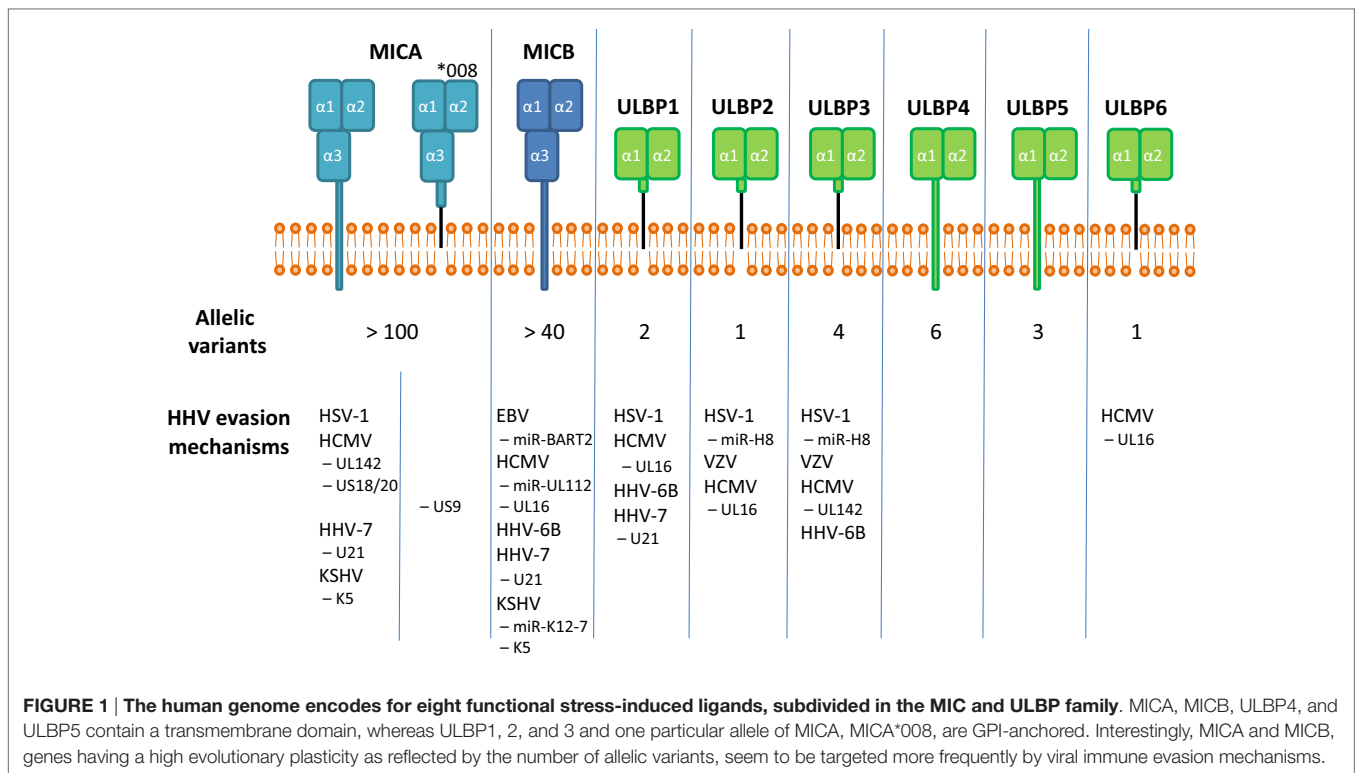 MICA
*008
MICB
ULBP1
ULBP2
ULBP3
ULBP4
ULBP5
ULBP6
α1 α2
α3
α1 α2
α3
α1 α2
α3
α1 α2
α1 α2
α1 α2
α1 α2
α1 α2
α1 α2
Allelic
variants
> 100
> 40
2
1
4
6
3
1
HHV evasion
mechanisms
HSV-1
HCMV
– UL142
– US18/20
HHV-7
– U21
KSHV
– K5
– US9
EBV
– miR-BART2
HCMV
– miR-UL112
– UL16
HHV-6B
HHV-7
– U21
KSHV
– miR-K12-7
– K5
HSV-1
HCMV
– UL16
HHV-6B
HHV-7
– U21
HSV-1
– miR-H8
VZV
HCMV
– UL16
HSV-1
– miR-H8
VZV
HCMV
– UL142
HHV-6B
HCMV
– UL16
FIGURE 1 | The human genome encodes for eight functional stress-induced ligands, subdivided in the MIC and ULBP family. MICA, MICB, ULBP4, and
ULBP5 contain a transmembrane domain, whereas ULBP1, 2, and 3 and one particular allele of MICA, MICA*008, are GPI-anchored. Interestingly, MICA and MICB,
genes having a high evolutionary plasticity as reflected by the number of allelic variants, seem to be targeted more frequently by viral immune evasion mechanisms.